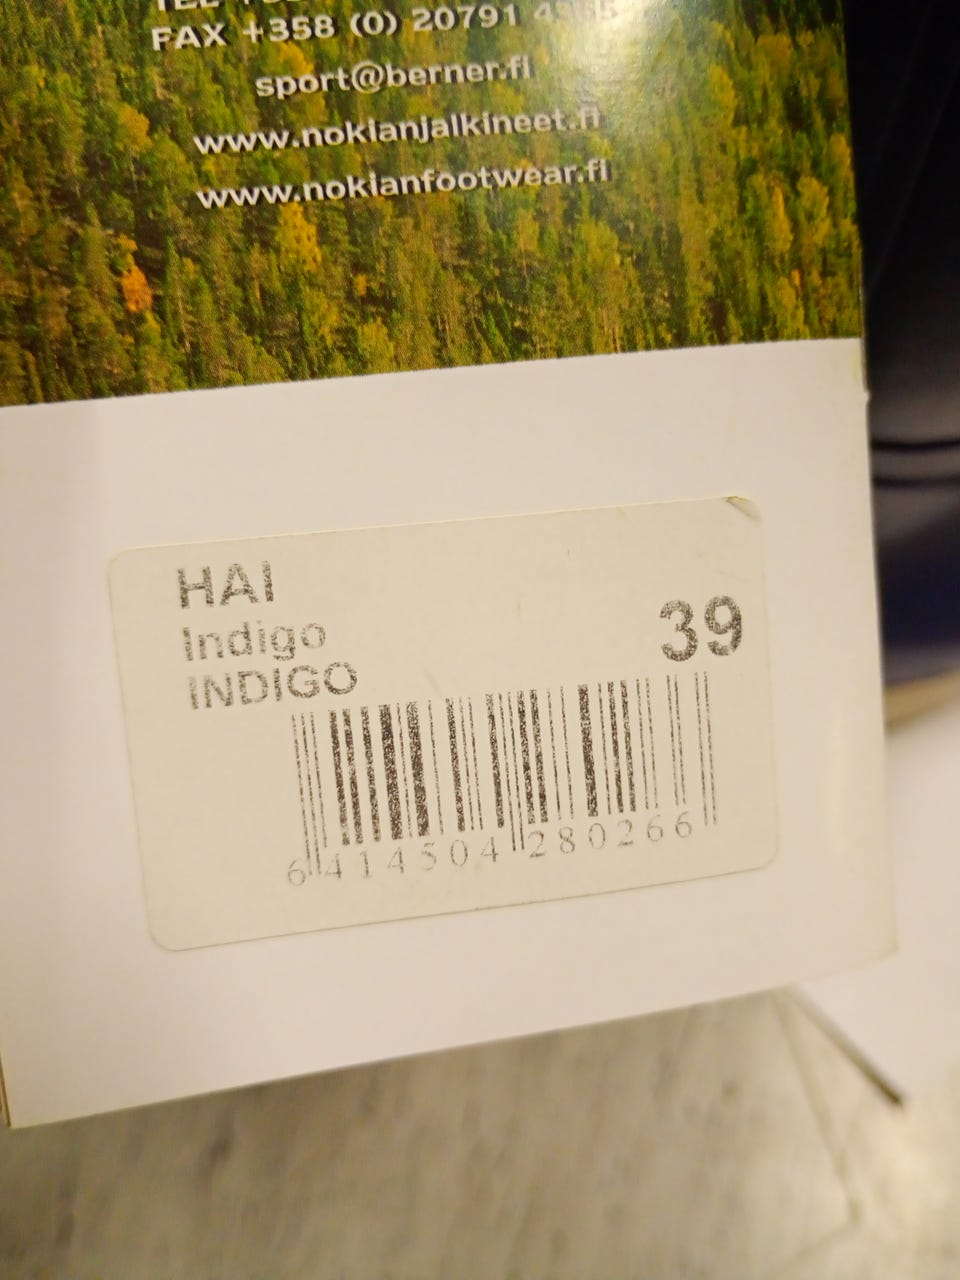 FAX +358 (0) 20791
sport@berner.fi
www.nokianjalkineet.fi
www.nokianfootwear.fi
HAI
Indigo
39
INDIGO
6414504280266